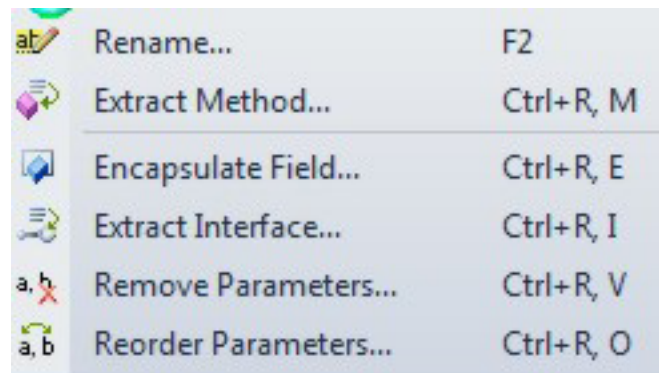 Rename... F2
Extract Method... Ctrl+R, M
Encapsulate Field... Ctrl+R, E
Extract Interface... Ctrl+R, I
Remove Parameters... Ctrl+R, V
Reorder Parameters... Ctrl+R, O